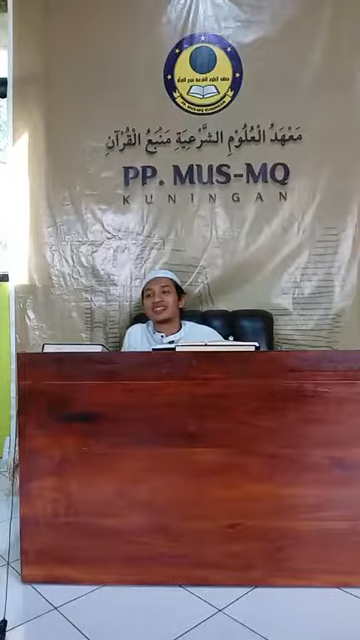 مَعْهَدُ الْعُلُوْمِ الشَّرْعِيَّةِ مَنْبَعُ الْقُرْآنِ
PP. MUS-MQ
KUNINGAN